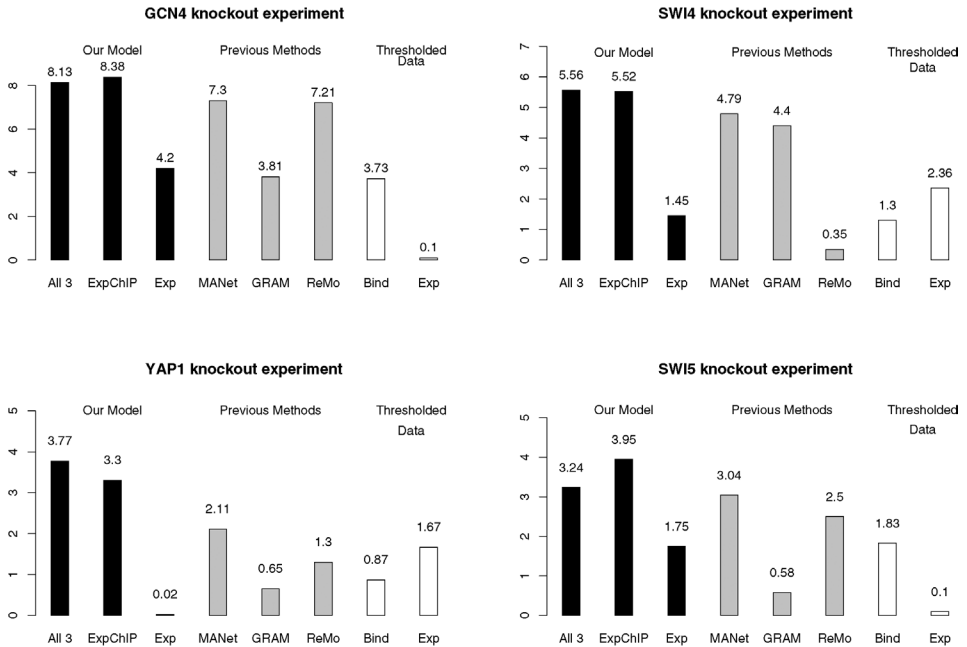 GCN4 knockout experiment
Our Model Previous Methods Thresholded
Data
8.13 8.38 4.2 7.3 3.81 7.21 3.73 0.1
8
6
4
2
0
All 3 ExpChIP Exp MANet GRAM ReMo Bind Exp
SWI4 knockout experiment
Our Model Previous Methods Thresholded
Data
5.56 5.52 1.45 4.79 4.4 0.35 1.3 2.36
7
6
5
4
3
2
1
0
All 3 ExpChIP Exp MANet GRAM ReMo Bind Exp
YAP1 knockout experiment
Our Model Previous Methods Thresholded
Data
3.77 3.3 0.02 2.11 0.65 1.3 0.87 1.67
5
4
3
2
1
0
All 3 ExpChIP Exp MANet GRAM ReMo Bind Exp
SWI5 knockout experiment
Our Model Previous Methods Thresholded
Data
3.24 3.95 1.75 3.04 0.58 2.5 1.83 0.1
5
4
3
2
1
0
All 3 ExpChIP Exp MANet GRAM ReMo Bind Exp